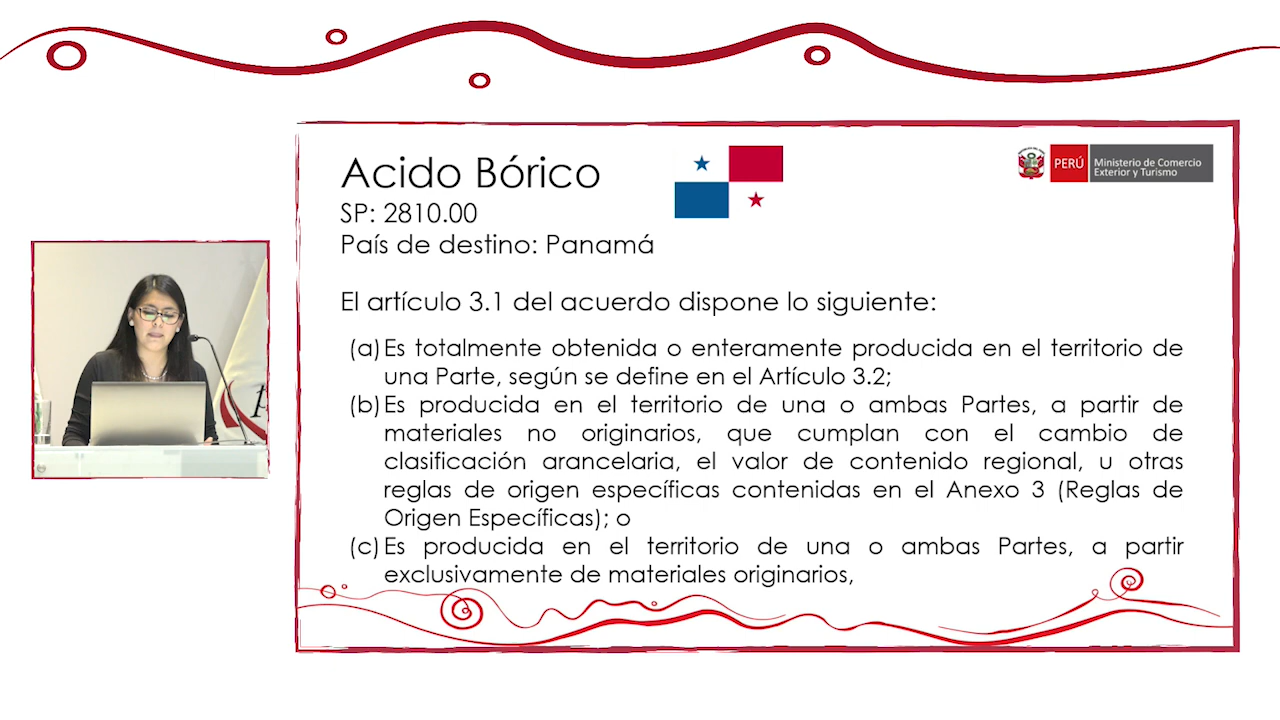 Acido Bórico
SP: 2810.00
País de destino: Panamá
PERÚ
Ministerio de Comercio
Exterior y Turismo
El artículo 3.1 del acuerdo dispone lo siguiente:
(a) Es totalmente obtenida o enteramente producida en el territorio de
una Parte, según se define en el Artículo 3.2;
(b) Es producida en el territorio de una o ambas Partes, a partir de
materiales no originarios, que cumplan con el cambio de
clasificación arancelaria, el valor de contenido regional, u otras
reglas de origen específicas contenidas en el Anexo 3 (Reglas de
Origen Específicas); o
(c) Es producida en el territorio de una o ambas Partes, a partir
exclusivamente de materiales originarios,